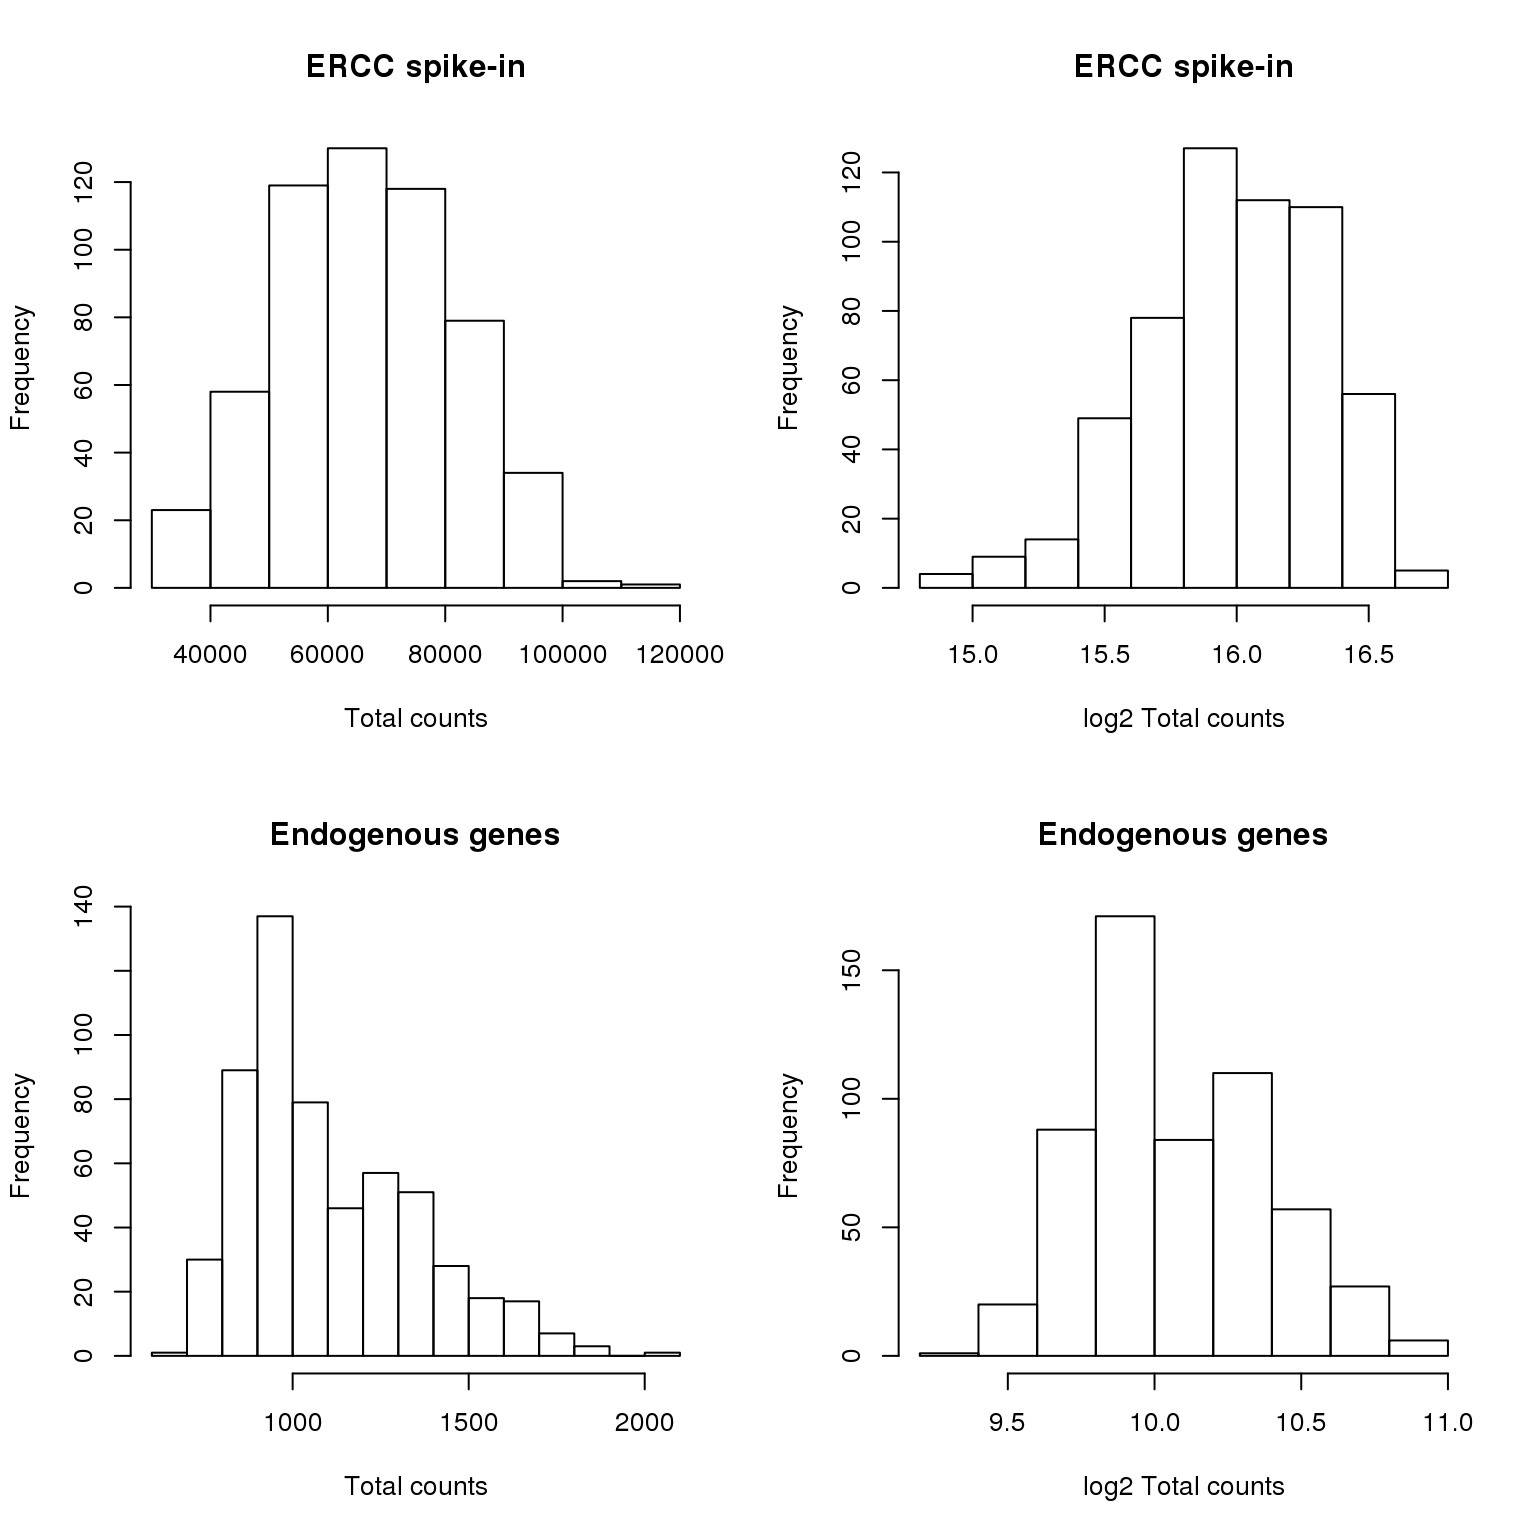 ERCC spike-in
Frequency
0 20 40 60 80 100 120
40000 60000 80000 100000 120000
Total counts
ERCC spike-in
Frequency
0 20 40 60 80 100 120
15.0 15.5 16.0 16.5
log2 Total counts
Endogenous genes
Frequency
0 20 40 60 80 100 140
1000 1500 2000
Total counts
Endogenous genes
Frequency
0 50 100 150
9.5 10.0 10.5 11.0
log2 Total counts